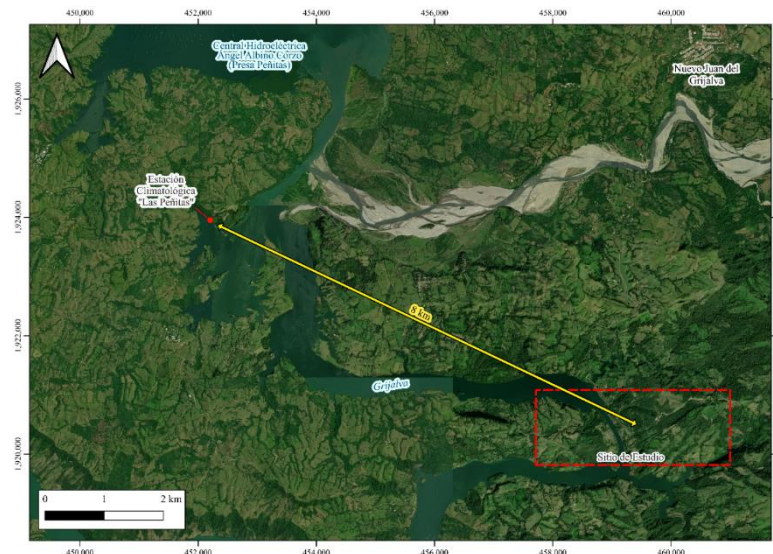 450,000 452,000 454,000 456,000 458,000 460,000
Central Hidroeléctrica
Ángel Albino Corzo
(Presa Peñitas)
Nuevo Juan del
Grijalva
1,926,000
Estación
Climatológica
"Las Peñitas"
1,924,000
8 km
1,922,000
Grijalva
1,920,000
Sitio de Estudio
0 1 2 km
450,000 452,000 454,000 456,000 458,000 460,000